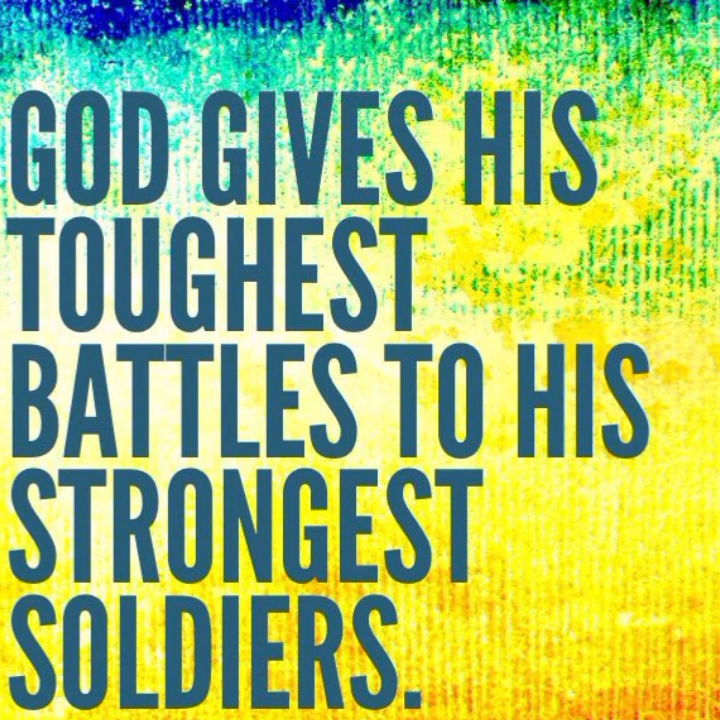 GOD GIVES HIS
TOUGHEST
BATTLES TO HIS
STRONGEST
SOLDIERS.